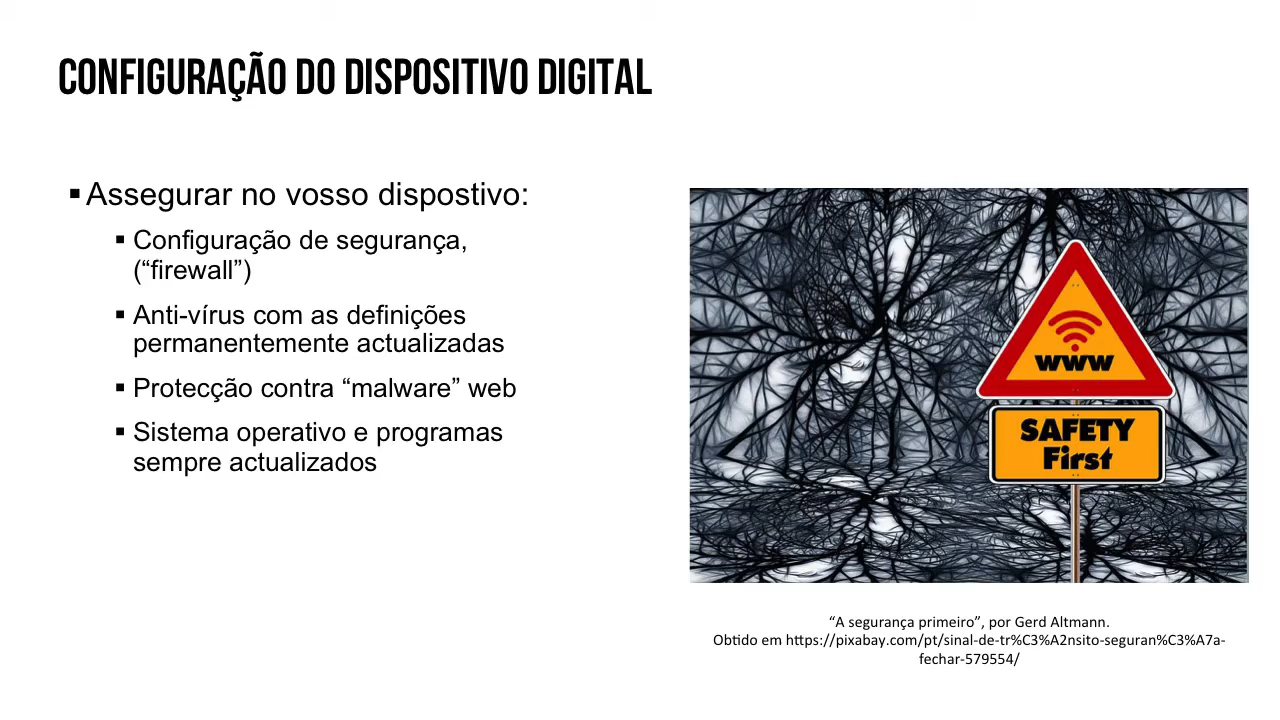 CONFIGURAÇÃO DO DISPOSITIVO DIGITAL
▪ Assegurar no vosso dispostivo:
▪ Configuração de segurança,
(“firewall”)
▪ Anti-vírus com as definições
permanentemente actualizadas
▪ Protecção contra “malware” web
▪ Sistema operativo e programas
sempre actualizados
www
SAFETY
First
“A segurança primeiro”, por Gerd Altmann.
Obtido em https://pixabay.com/pt/sinal-de-tr%C3%A2nsito-seguran%C3%A7a-
fechar-579554/